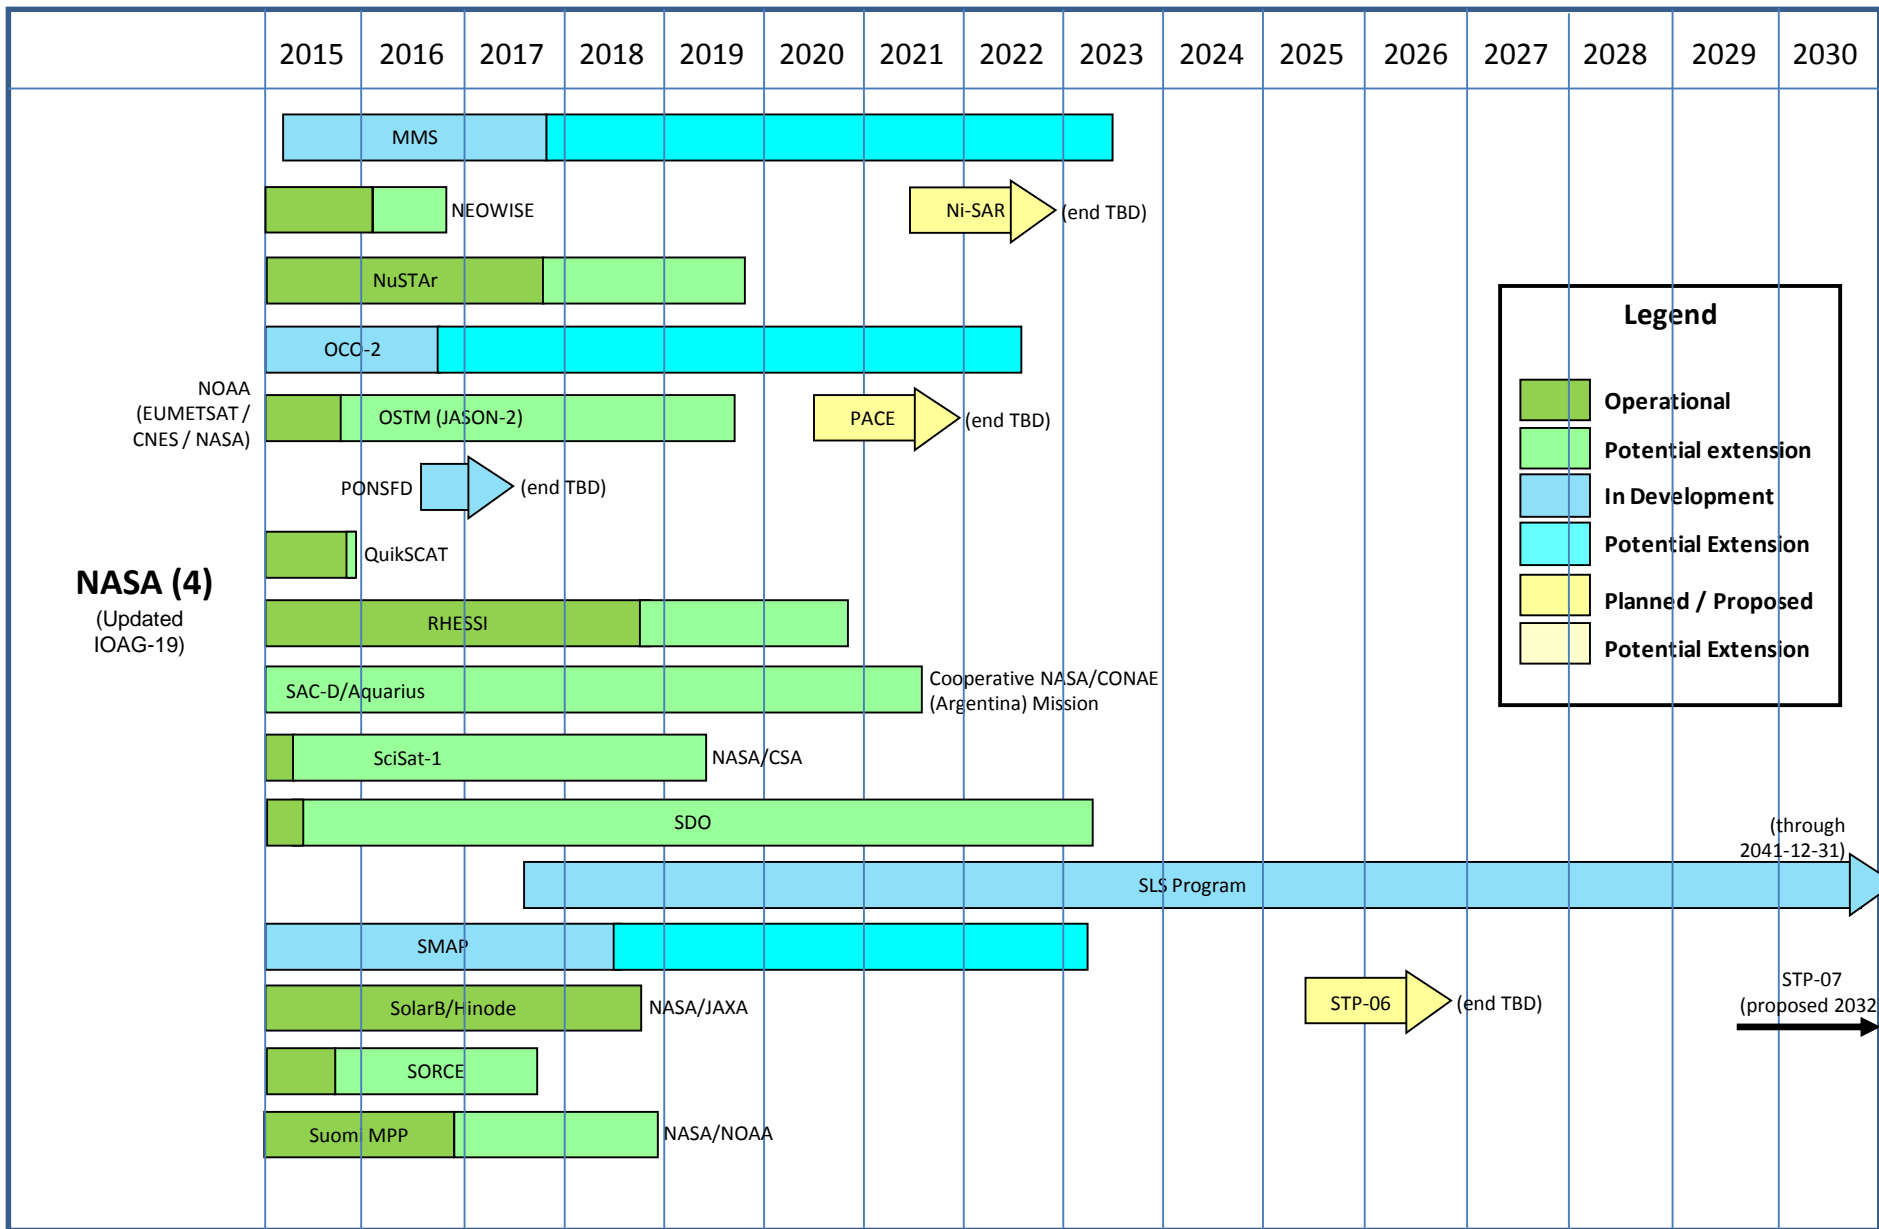 2015 2016 2017 2018 2019 2020 2021 2022 2023 2024 2025 2026 2027 2028 2029 2030
MMS
NEOWISE
Ni-SAR
(end TBD)
NuSTAr
Legend
Operational
Potential extension
In Development
Potential Extension
Planned / Proposed
Potential Extension
OCO-2
NOAA
(EUMETSAT /
CNES / NASA)
OSTM (JASON-2)
PACE
(end TBD)
PONSFD
(end TBD)
QuikSCAT
NASA (4)
(Updated
IOAG-19)
RHESSI
SAC-D/Aquarius
Cooperative NASA/CONAE
(Argentina) Mission
SciSat-1
NASA/CSA
SDO
(through
2041-12-31)
SLS Program
SMAP
SolarB/Hinode
NASA/JAXA
STP-06
(end TBD)
STP-07
(proposed 2032
SORCE
Suomi MPP
NASA/NOAA